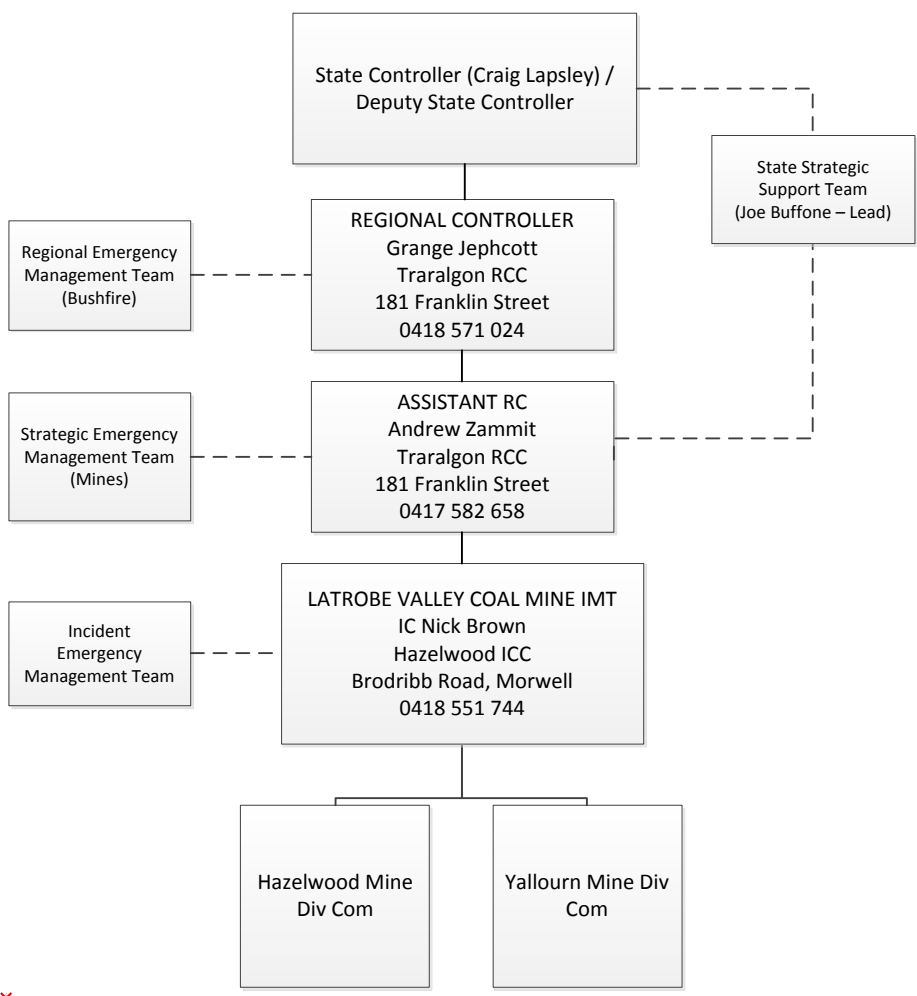 State Controller (Craig Lapsley) /
Deputy State Controller
State Strategic
Support Team
(Joe Buffone – Lead)
REGIONAL CONTROLLER
Grange Jephcott
Traralgon RCC
181 Franklin Street
0418 571 024
Regional Emergency
Management Team
(Bushfire)
ASSISTANT RC
Andrew Zammit
Traralgon RCC
181 Franklin Street
0417 582 658
Strategic Emergency
Management Team
(Mines)
LATROBE VALLEY COAL MINE IMT
IC Nick Brown
Hazelwood ICC
Brodribb Road, Morwell
0418 551 744
Incident
Emergency
Management Team
Hazelwood Mine
Div Com
Yallourn Mine Div
Com